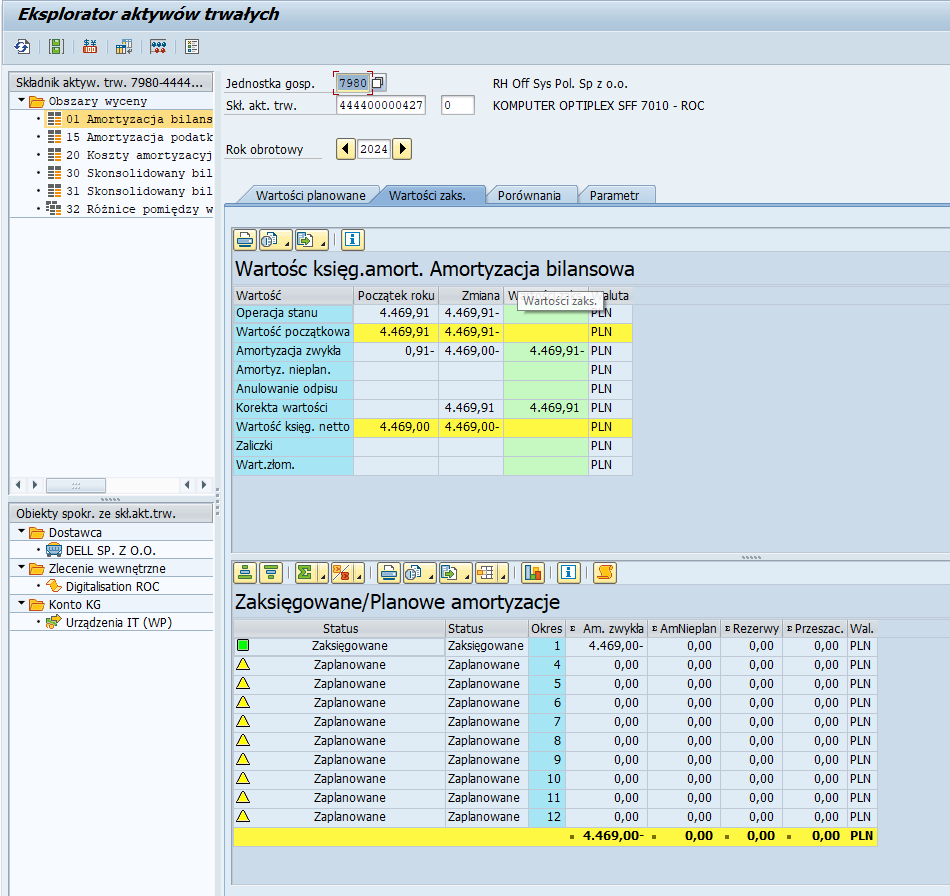 Eksplorator aktywów trwałych
Składnik aktyw. trw. 7980-4444...
Obszary wyceny
01 Amortyzacja bilans
15 Amortyzacja podatk
20 Koszty amortyzacyj
30 Skonsolidowany bil
31 Skonsolidowany bil
32 Różnice pomiędzy w
Obiekty spokr. ze skł.akt.trw.
Dostawca
DELL SP. Z O.O.
Zlecenie wewnętrzne
Digitalisation ROC
Konto KG
Urządzenia IT (WP)
Jednostka gosp. 7980 RH Off Sys Pol. Sp z o.o.
Skł. akt. trw. 444400000427 0 KOMPUTER OPTIPLEX SFF 7010 - ROC
Rok obrotowy 2024
Wartości planowane Wartości zaks. Porównania Parametr
Wartośc księg.amort. Amortyzacja bilansowa
Wartość Początek roku Zmiana
Wartości zaks.
Operacja stanu 4.469,91 4.469,91- PLN
Wartość początkowa 4.469,91 4.469,91- PLN
Amortyzacja zwykła 0,91- 4.469,00- 4.469,91- PLN
Amortyz. nieplan. PLN
Anulowanie odpisu PLN
Korekta wartości 4.469,91 4.469,91 PLN
Wartość księg. netto 4.469,00 4.469,00- PLN
Zaliczki PLN
Wart.złom. PLN
Zaksięgowane/Planowe amortyzacje
Status Status Okres Σ Am. zwykła Σ AmNieplan Σ Rezerwy Σ Przeszac. Wal.
Zaksięgowane Zaksięgowane 1 4.469,00- 0,00 0,00 0,00 PLN
Zaplanowane Zaplanowane 4 0,00 0,00 0,00 0,00 PLN
Zaplanowane Zaplanowane 5 0,00 0,00 0,00 0,00 PLN
Zaplanowane Zaplanowane 6 0,00 0,00 0,00 0,00 PLN
Zaplanowane Zaplanowane 7 0,00 0,00 0,00 0,00 PLN
Zaplanowane Zaplanowane 8 0,00 0,00 0,00 0,00 PLN
Zaplanowane Zaplanowane 9 0,00 0,00 0,00 0,00 PLN
Zaplanowane Zaplanowane 10 0,00 0,00 0,00 0,00 PLN
Zaplanowane Zaplanowane 11 0,00 0,00 0,00 0,00 PLN
Zaplanowane Zaplanowane 12 0,00 0,00 0,00 0,00 PLN
4.469,00- 0,00 0,00 0,00 PLN